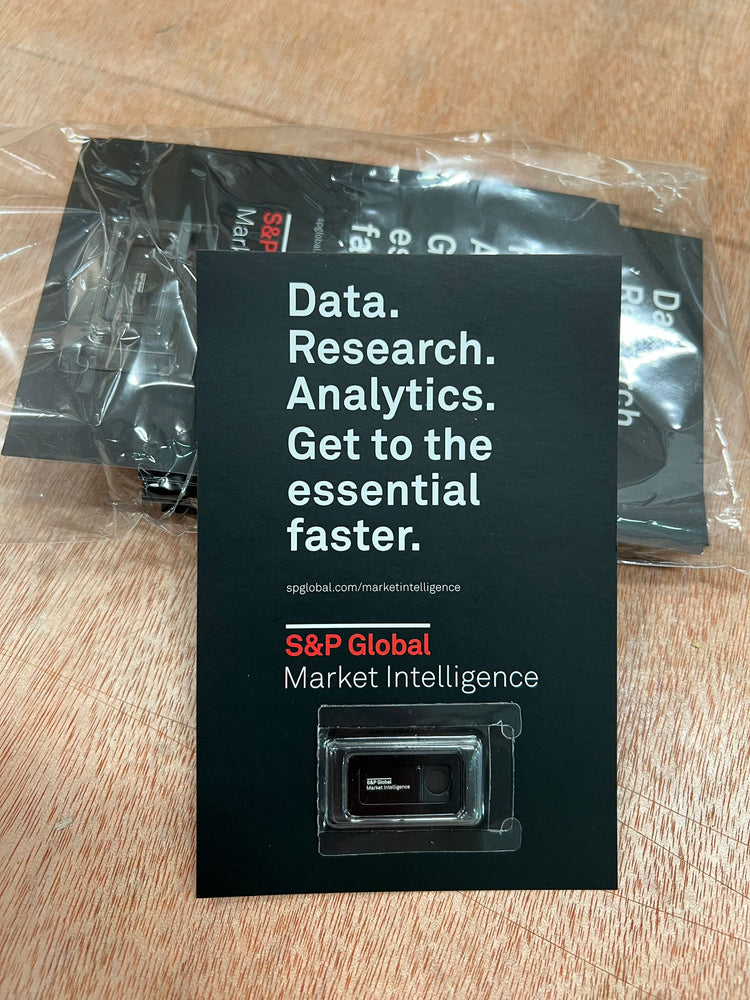 Data.
Research.
Analytics.
Get to the
essential
faster.
spglobal.com/marketintelligence
S&P Global
Market Intelligence
S&P Global
Market Intelligence
S&P